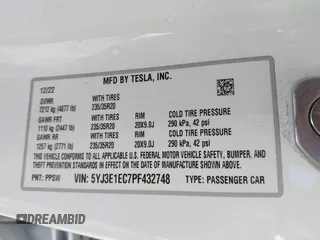 MFD BY TESLA, INC.
12/22
GVWR
2212 kg (4877 lb)
WITH TIRES
235/35R20
GAWR FRT
1110 kg (2447 lb)
WITH TIRES
235/35R20
RIM
20X9.0J
COLD TIRE PRESSURE
290 kPa, 42 psi
GAWR RR
1257 kg (2771 lb)
WITH TIRES
235/35R20
RIM
20X9.0J
COLD TIRE PRESSURE
290 kPa, 42 psi
THIS VEHICLE CONFORMS TO ALL APPLICABLE FEDERAL MOTOR VEHICLE SAFETY, BUMPER, AND
THEFT PREVENTION STANDARDS IN EFFECT ON THE DATE OF MANUFACTURE SHOWN ABOVE.
PNT: PPSW
VIN: 5YJ3E1EC7PF432748
TYPE: PASSENGER CAR
DEARBID
DEARBID.COM